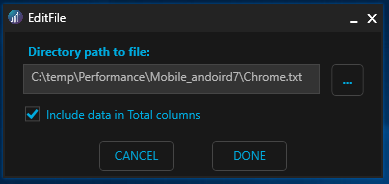 EditFile
Directory path to file:
C:\temp\Performance\Mobile_andoird7\Chrome.txt
...
Include data in Total columns
CANCEL
DONE